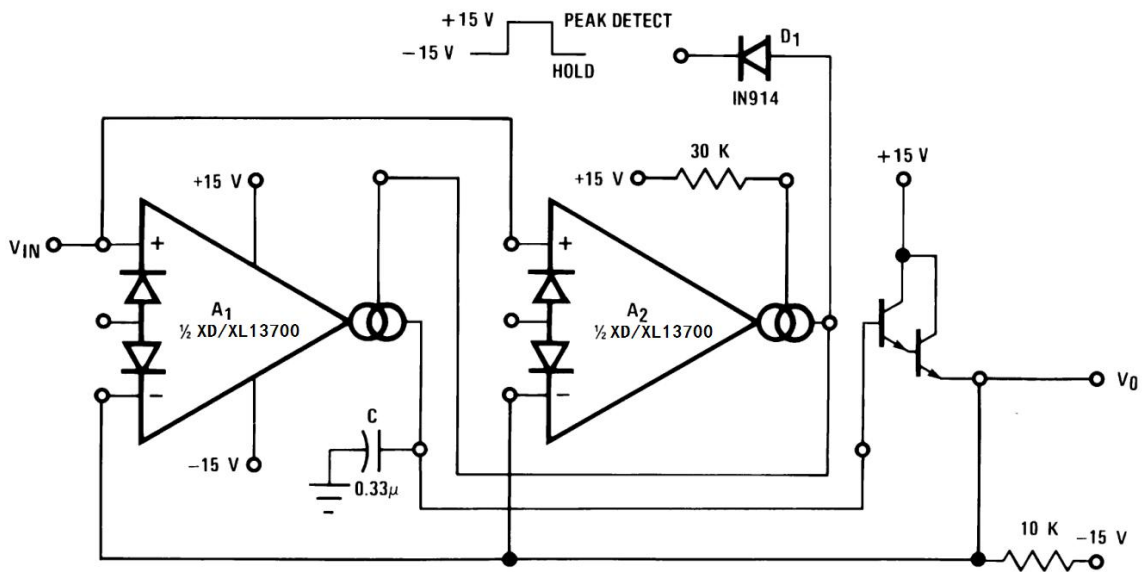 +15 V PEAK DETECT
−15 V
HOLD
D1
IN914
30 K
+15 V
+15 V
+15 V
VIN
+
−
A1
½ XD/XL13700
−15 V
C
0.33μ
+
−
A2
½ XD/XL13700
V0
10 K
−15 V